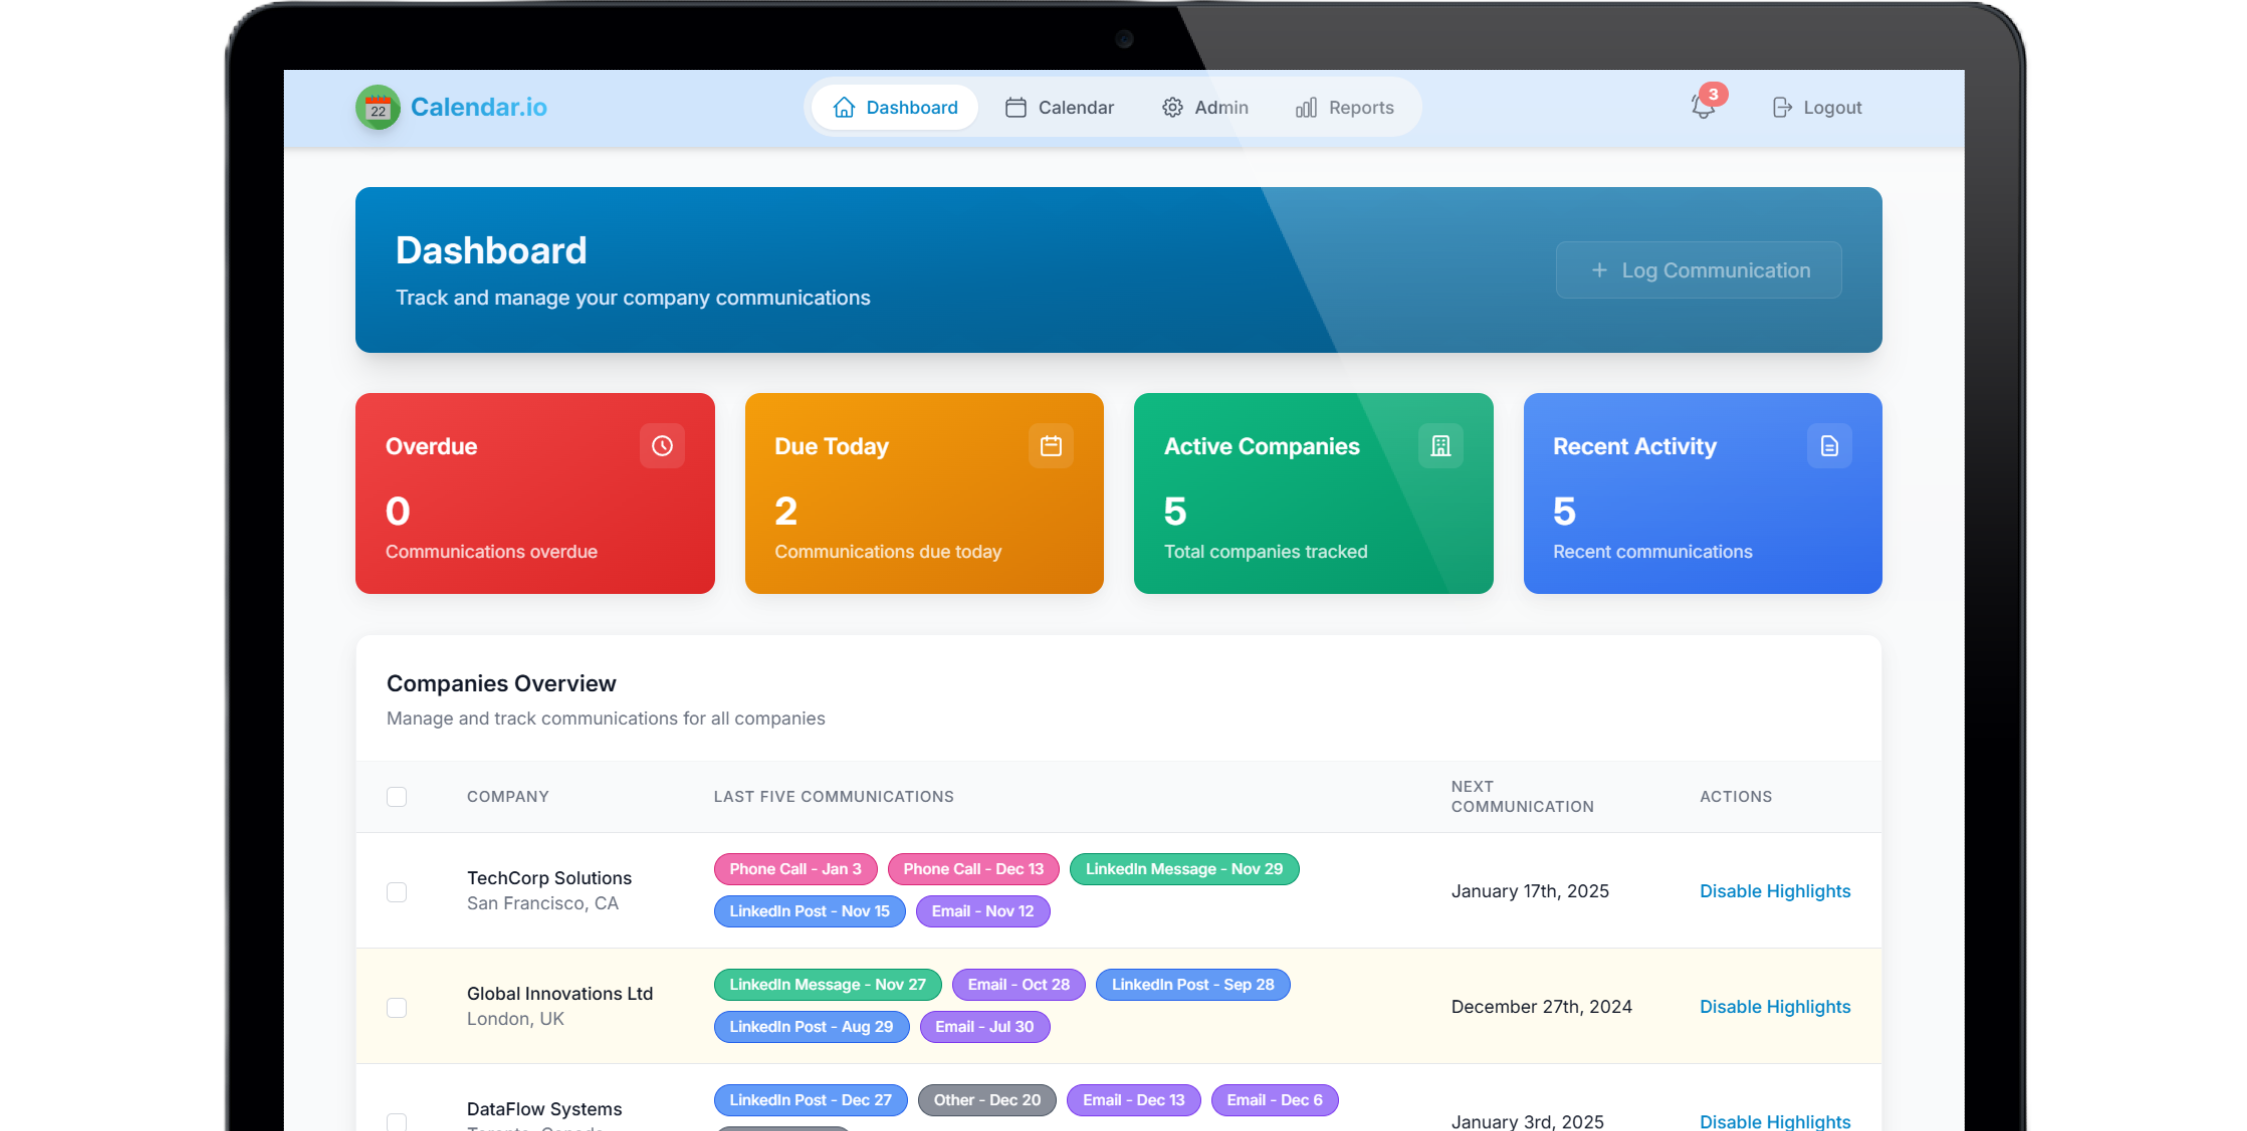 22
Calendar.io
Dashboard
Calendar
Admin
Reports
3
Logout
Dashboard
Track and manage your company communications
+ Log Communication
Overdue
0
Communications overdue
Due Today
2
Communications due today
Active Companies
5
Total companies tracked
Recent Activity
5
Recent communications
Companies Overview
Manage and track communications for all companies
COMPANY
LAST FIVE COMMUNICATIONS
NEXT
COMMUNICATION
ACTIONS
TechCorp Solutions
San Francisco, CA
Phone Call - Jan 3
Phone Call - Dec 13
LinkedIn Message - Nov 29
LinkedIn Post - Nov 15
Email - Nov 12
January 17th, 2025
Disable Highlights
Global Innovations Ltd
London, UK
LinkedIn Message - Nov 27
Email - Oct 28
LinkedIn Post - Sep 28
LinkedIn Post - Aug 29
Email - Jul 30
December 27th, 2024
Disable Highlights
DataFlow Systems
LinkedIn Post - Dec 27
Other - Dec 20
Email - Dec 13
Email - Dec 6
January 3rd, 2025
Disable Highlights